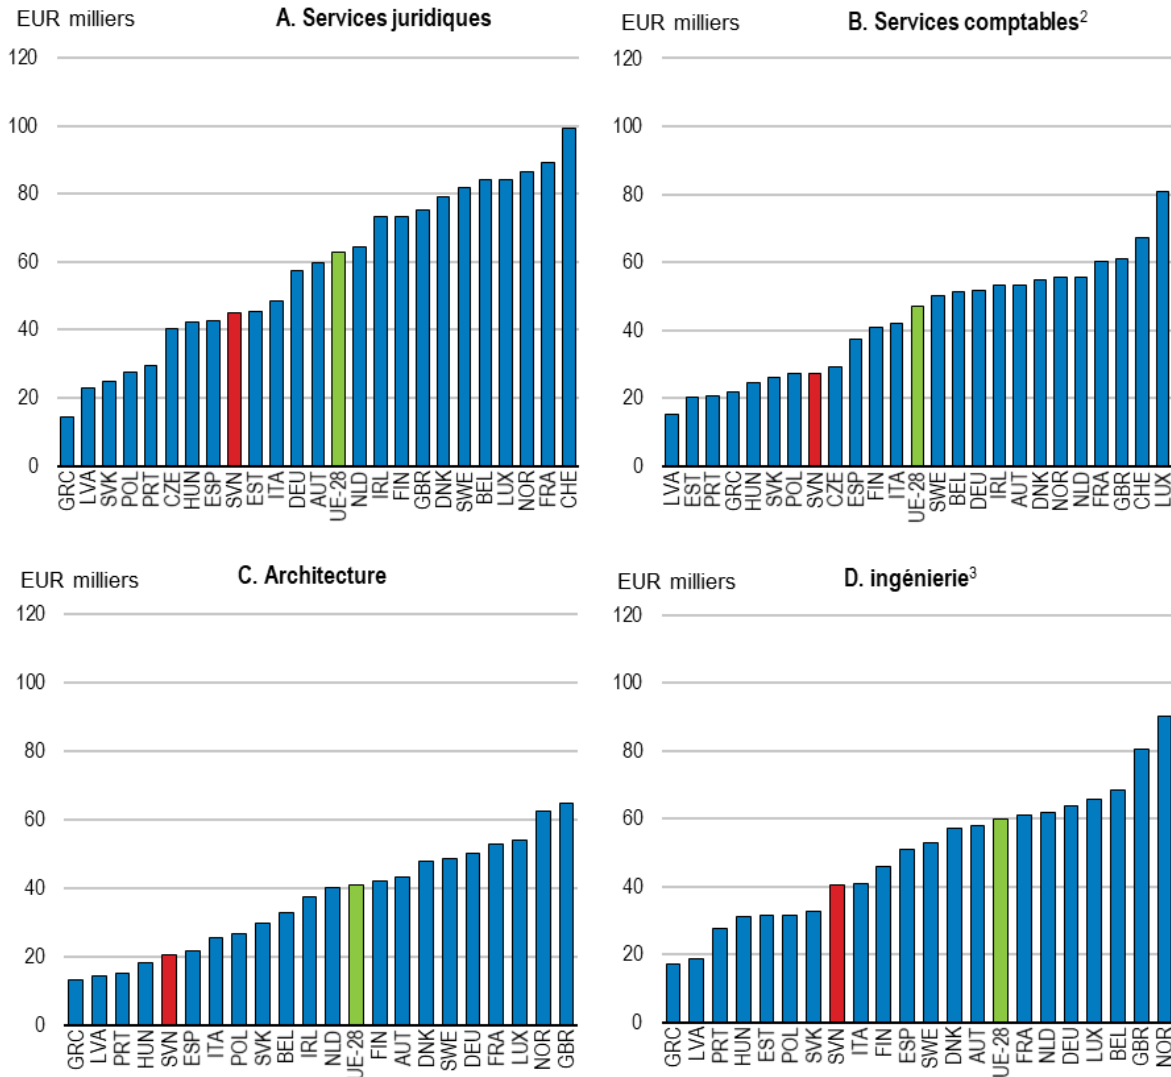 EUR milliers
A. Services juridiques
120
100
80
60
40
20
0
GRC LVA SVK POL PRT CZE HUN ESP SVN EST ITA DEU AUT UE-28 NLD IRL FIN GBR DNK SWE BEL LUX NOR FRA CHE
EUR milliers
B. Services comptables²
120
100
80
60
40
20
0
LVA EST PRT GRC HUN SVK POL SVN CZE ESP FIN ITA UE-28 SWE BEL DEU IRL AUT DNK NOR NLD FRA GBR CHE LUX
EUR milliers
C. Architecture
120
100
80
60
40
20
0
GRC LVA PRT HUN SVN ESP ITA POL SVK BEL IRL NLD UE-28 FIN AUT DNK SWE DEU FRA LUX NOR GBR
EUR milliers
D. ingénierie³
120
100
80
60
40
20
0
GRC LVA PRT HUN EST POL SVK SVN ITA FIN ESP SWE DNK AUT UE-28 FRA NLD DEU LUX BEL GBR NOR